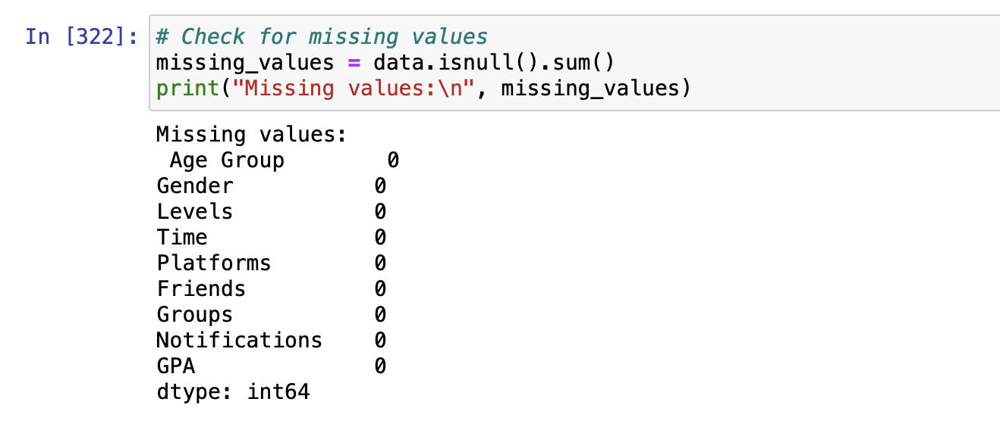 In [322]: # Check for missing values
missing_values = data.isnull().sum()
print("Missing values:\n", missing_values)
Missing values:
 Age Group        0
Gender           0
Levels           0
Time             0
Platforms        0
Friends          0
Groups           0
Notifications    0
GPA              0
dtype: int64